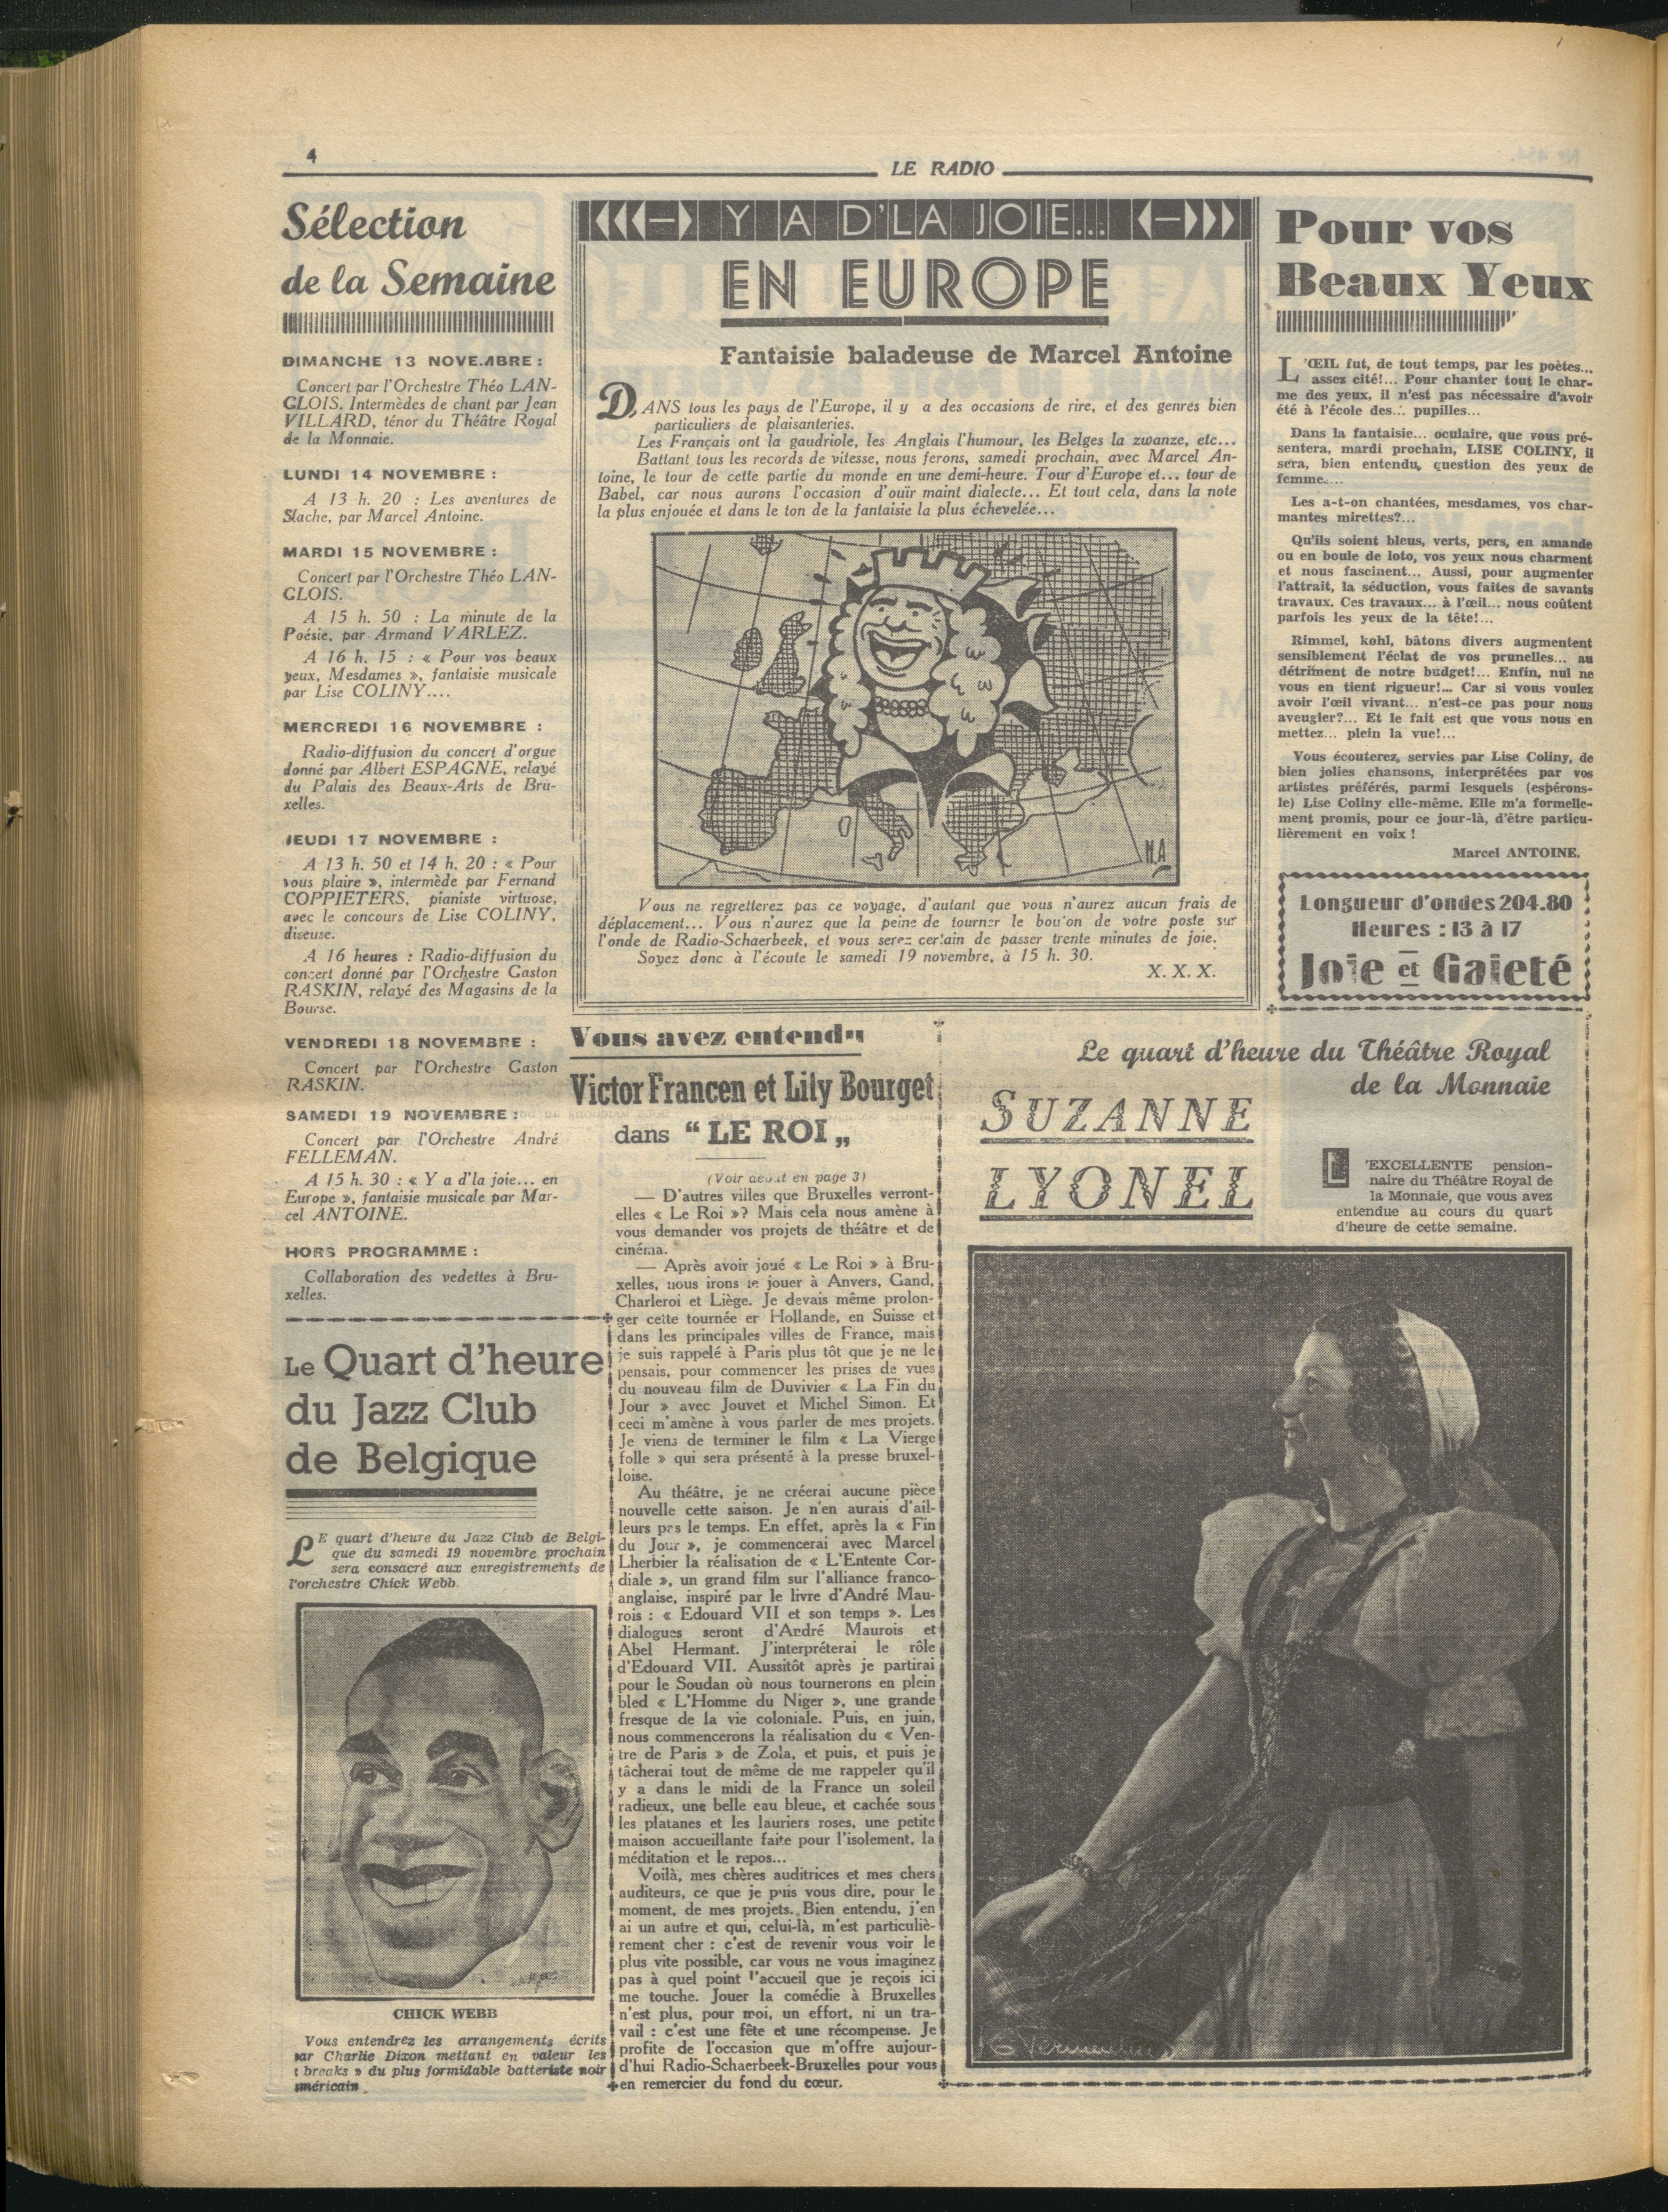 4
LE RADIO
Sélection
de la Semaine
DIMANCHE 13 NOVEMBRE :
Concert par l'Orchestre Théo LAN-
GLOIS. Intermèdes de chant par Jean
VILLARD, ténor du Théâtre Royal
de la Monnaie.
LUNDI 14 NOVEMBRE :
A 13 h. 20 : Les aventures de
Slache, par Marcel Antoine.
MARDI 15 NOVEMBRE :
Concert par l'Orchestre Théo LAN-
GLOIS.
A 15 h. 50 : La minute de la
Poésie, par Armand VARLEZ.
A 16 h. 15 : « Pour vos beaux
yeux, Mesdames », fantaisie musicale
par Lise COLINY....
MERCREDI 16 NOVEMBRE :
Radio-diffusion du concert d'orgue
donné par Albert ESPAGNE, relayé
du Palais des Beaux-Arts de Bru-
xelles.
JEUDI 17 NOVEMBRE :
A 13 h. 50 et 14 h. 20 : « Pour
vous plaire », intermède par Fernand
COPPIETERS, pianiste virtuose,
avec le concours de Lise COLINY,
diseuse.
A 16 heures : Radio-diffusion du
concert donné par l'Orchestre Gaston
RASKIN, relayé des Magasins de la
Bourse.
VENDREDI 18 NOVEMBRE :
Concert par l'Orchestre Gaston
RASKIN.
SAMEDI 19 NOVEMBRE :
Concert par l'Orchestre André
FELLEMAN.
A 15 h. 30 : « Y a d'la joie... en
Europe », fantaisie musicale par Mar-
cel ANTOINE.
HORS PROGRAMME :
Collaboration des vedettes à Bru-
xelles.
Le Quart d'heure
du Jazz Club
de Belgique
LE quart d'heure du Jazz Club de Belgi-
que du samedi 19 novembre prochain
sera consacré aux enregistrements de
l'orchestre Chick Webb.
CHICK WEBB
Vous entendrez les arrangements écrits
par Charlie Dixon mettant en valeur les
« breaks » du plus formidable batteriste noir
américain.
Y A D'LA JOIE...
EN EUROPE
Fantaisie baladeuse de Marcel Antoine
DANS tous les pays de l'Europe, il y a des occasions de rire, et des genres bien
particuliers de plaisanteries.
Les Français ont la gaudriole, les Anglais l'humour, les Belges la zwanze, etc...
Battant tous les records de vitesse, nous ferons, samedi prochain, avec Marcel An-
toine, le tour de cette partie du monde en une demi-heure. Tour d'Europe et... tour de
Babel, car nous aurons l'occasion d'ouïr maint dialecte... Et tout cela, dans la note
la plus enjouée et dans le ton de la fantaisie la plus échevelée...
M.A
Vous ne regretterez pas ce voyage, d'autant que vous n'aurez aucun frais de
déplacement... Vous n'aurez que la peine de tourner le bouton de votre poste sur
l'onde de Radio-Schaerbeek, et vous serez certain de passer trente minutes de joie.
Soyez donc à l'écoute le samedi 19 novembre, à 15 h. 30.
X. X. X.
Vous avez entendu
Victor Francen et Lily Bourget
dans “ LE ROI „
(Voir début en page 3)
— D'autres villes que Bruxelles verront-
elles « Le Roi »? Mais cela nous amène à
vous demander vos projets de théâtre et de
cinéma.
— Après avoir joué « Le Roi » à Bru-
xelles, nous irons le jouer à Anvers, Gand,
Charleroi et Liège. Je devais même prolon-
ger cette tournée er Hollande, en Suisse et
dans les principales villes de France, mais
je suis rappelé à Paris plus tôt que je ne le
pensais, pour commencer les prises de vues
du nouveau film de Duvivier « La Fin du
Jour » avec Jouvet et Michel Simon. Et
ceci m'amène à vous parler de mes projets.
Je viens de terminer le film « La Vierge
folle » qui sera présenté à la presse bruxel-
loise.
Au théâtre, je ne créerai aucune pièce
nouvelle cette saison. Je n'en aurais d'ail-
leurs pas le temps. En effet, après la « Fin
du Jour », je commencerai avec Marcel
Lherbier la réalisation de « L'Entente Cor-
diale », un grand film sur l'alliance franco-
anglaise, inspiré par le livre d'André Mau-
rois : « Edouard VII et son temps ». Les
dialogues seront d'André Maurois et
Abel Hermant. J'interpréterai le rôle
d'Edouard VII. Aussitôt après je partirai
pour le Soudan où nous tournerons en plein
bled « L'Homme du Niger », une grande
fresque de la vie coloniale. Puis, en juin,
nous commencerons la réalisation du « Ven-
tre de Paris » de Zola, et puis, et puis je
tâcherai tout de même de me rappeler qu'il
y a dans le midi de la France un soleil
radieux, une belle eau bleue, et cachée sous
les platanes et les lauriers roses, une petite
maison accueillante faite pour l'isolement, la
méditation et le repos...
Voilà, mes chères auditrices et mes chers
auditeurs, ce que je puis vous dire, pour le
moment, de mes projets. Bien entendu, j'en
ai un autre et qui, celui-là, m'est particuliè-
rement cher : c'est de revenir vous voir le
plus vite possible, car vous ne vous imaginez
pas à quel point l'accueil que je reçois ici
me touche. Jouer la comédie à Bruxelles
n'est plus, pour moi, un effort, ni un tra-
vail : c'est une fête et une récompense. Je
profite de l'occasion que m'offre aujour-
d'hui Radio-Schaerbeek-Bruxelles pour vous
en remercier du fond du cœur.
Pour vos
Beaux Yeux
L'ŒIL fut, de tout temps, par les poètes...
assez cité!... Pour chanter tout le char-
me des yeux, il n'est pas nécessaire d'avoir
été à l'école des... pupilles...
Dans la fantaisie... oculaire, que vous pré-
sentera, mardi prochain, LISE COLINY, il
sera, bien entendu, question des yeux de
femme....
Les a-t-on chantées, mesdames, vos char-
mantes mirettes?...
Qu'ils soient bleus, verts, pers, en amande
ou en boule de loto, vos yeux nous charment
et nous fascinent... Aussi, pour augmenter
l'attrait, la séduction, vous faites de savants
travaux. Ces travaux... à l'œil... nous coûtent
parfois les yeux de la tête!...
Rimmel, kohl, bâtons divers augmentent
sensiblement l'éclat de vos prunelles... au
détriment de notre budget!... Enfin, nul ne
vous en tient rigueur!... Car si vous voulez
avoir l'œil vivant... n'est-ce pas pour nous
aveugler?... Et le fait est que vous nous en
mettez... plein la vue!...
Vous écouterez, servies par Lise Coliny, de
bien jolies chansons, interprétées par vos
artistes préférés, parmi lesquels (espérons-
le) Lise Coliny elle-même. Elle m'a formelle-
ment promis, pour ce jour-là, d'être particu-
lièrement en voix !
Marcel ANTOINE.
Longueur d'ondes 204.80
Heures : 13 à 17
Joie et Gaieté
Le quart d'heure du Théâtre Royal
de la Monnaie
SUZANNE
LYONEL
L'EXCELLENTE pension-
naire du Théâtre Royal de
la Monnaie, que vous avez
entendue au cours du quart
d'heure de cette semaine.